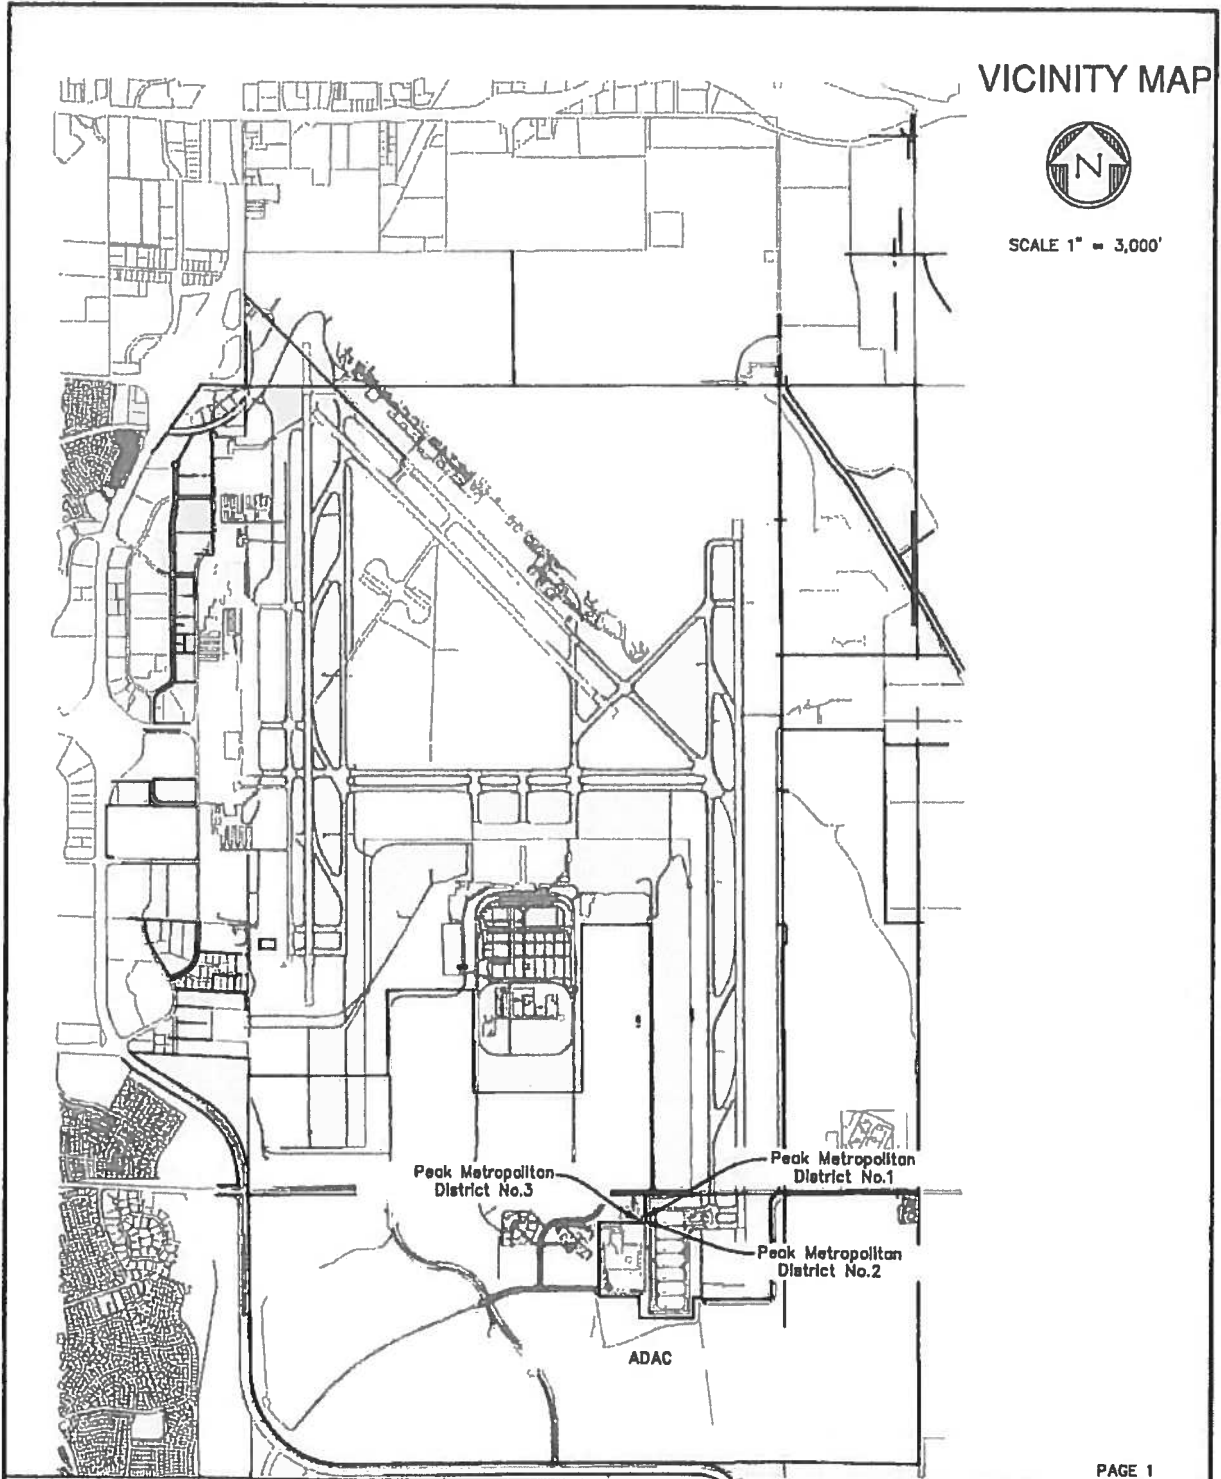 VICINITY MAP
N
SCALE 1" = 3,000'
Peak Metropolitan
District No.1
Peak Metropolitan
District No.3
Peak Metropolitan
District No.2
ADAC
PAGE 1